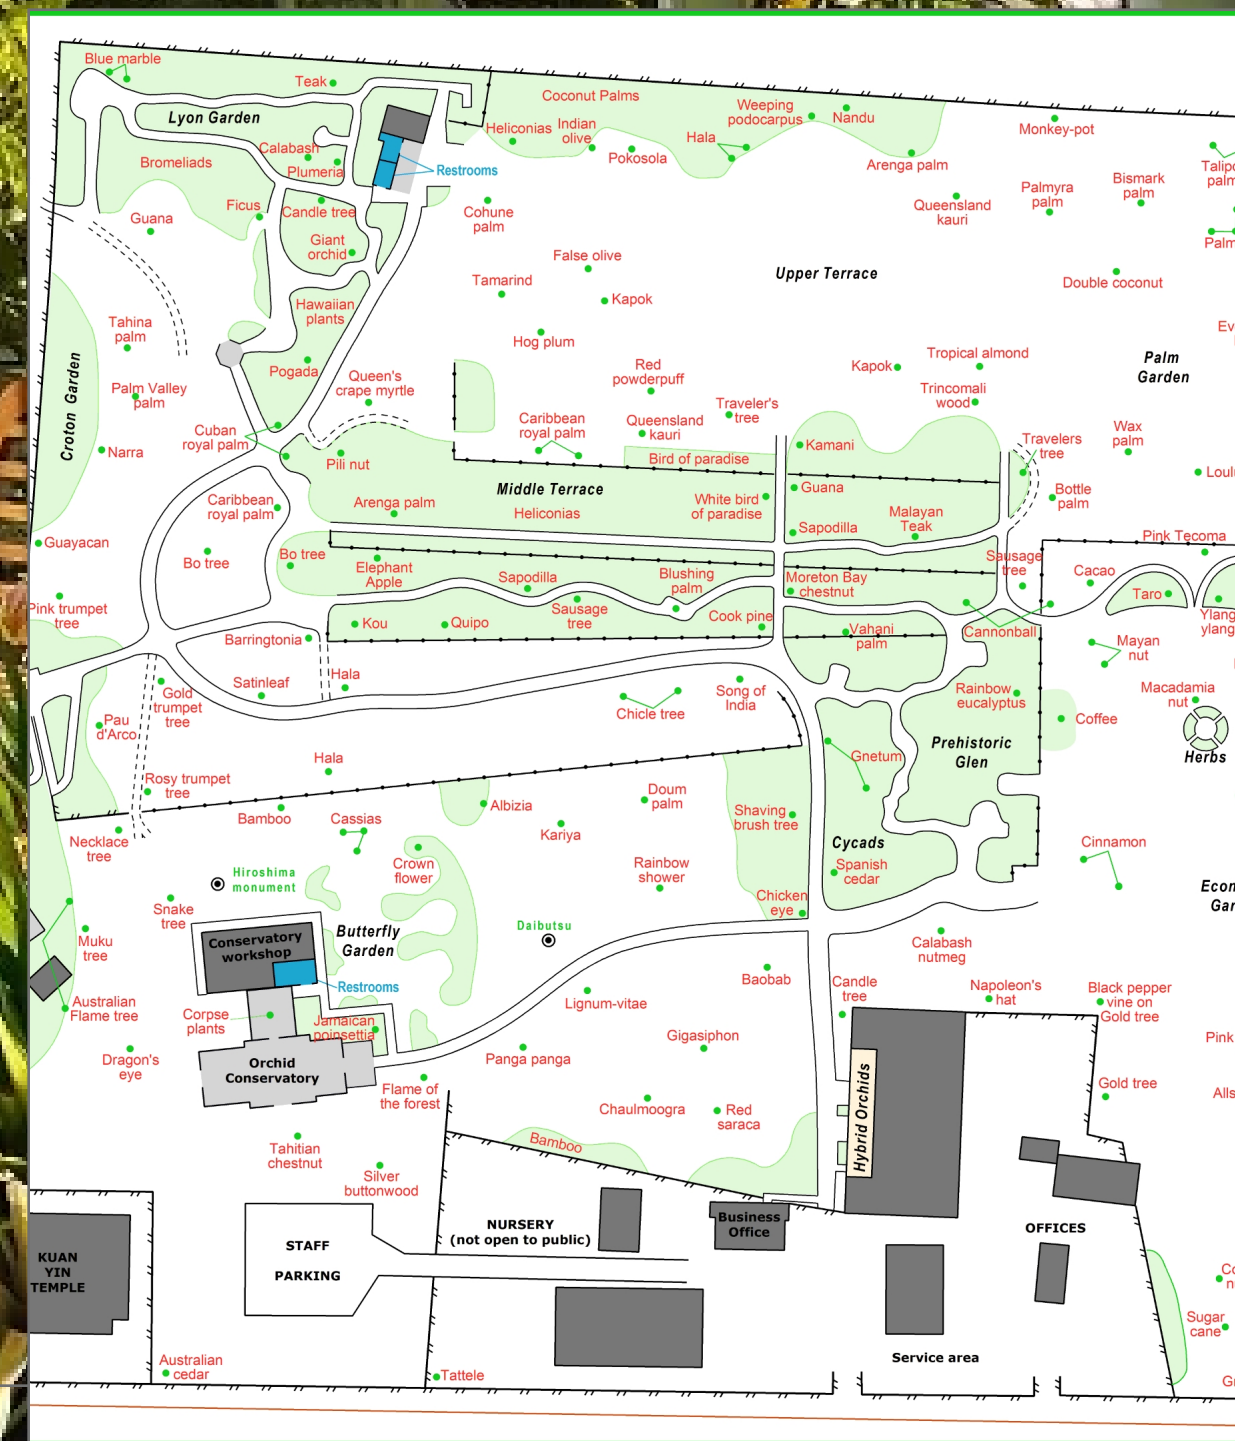 Blue marble
Teak
Lyon Garden
Coconut Palms
Weeping
podocarpus
Nandu
Monkey-pot
Heliconias
Indian
olive
Pokosola
Hala
Arenga palm
Calabash
Plumeria
Bromeliads
Restrooms
Bismark
palm
Palmyra
palm
Queensland
kauri
Ficus
Candle tree
Guana
Cohune
palm
Giant
orchid
False olive
Upper Terrace
Tamarind
Kapok
Double coconut
Hawaiian
plants
Tahina
palm
Hog plum
Croton Garden
Pogada
Queen's
crape myrtle
Red
powderpuff
Kapok
Tropical almond
Palm
Garden
Palm Valley
palm
Trincomali
wood
Traveler's
tree
Cuban
royal palm
Caribbean
royal palm
Queensland
kauri
Kamani
Travelers
tree
Wax
palm
Narra
Pili nut
Bird of paradise
Middle Terrace
Guana
Bottle
palm
Caribbean
royal palm
Arenga palm
Heliconias
White bird
of paradise
Malayan
Teak
Sapodilla
Guayacan
Bo tree
Bo tree
Elephant
Apple
Sapodilla
Blushing
palm
Moreton Bay
chestnut
Sausage
tree
Pink Tecoma
Cacao
Taro
Pink trumpet
tree
Kou
Quipo
Sausage
tree
Cook pine
Vahani
palm
Cannonball
Mayan
nut
Barringtonia
Satinleaf
Hala
Gold
trumpet
tree
Chicle tree
Song of
India
Rainbow
eucalyptus
Macadamia
nut
Coffee
Pau
d'Arco
Gnetum
Prehistoric
Glen
Herbs
Hala
Rosy trumpet
tree
Bamboo
Cassias
Albizia
Doum
palm
Shaving
brush tree
Kariya
Necklace
tree
Crown
flower
Rainbow
shower
Cycads
Spanish
cedar
Cinnamon
Hiroshima
monument
Snake
tree
Chicken
eye
Butterfly
Garden
Daibutsu
Conservatory
workshop
Muku
tree
Calabash
nutmeg
Restrooms
Baobab
Candle
tree
Napoleon's
hat
Black pepper
vine on
Gold tree
Australian
Flame tree
Corpse
plants
Jamaican
poinsettia
Lignum-vitae
Gigasiphon
Dragon's
eye
Orchid
Conservatory
Panga panga
Flame of
the forest
Chaulmoogra
Red
saraca
Hybrid Orchids
Gold tree
Tahitian
chestnut
Bamboo
Silver
buttonwood
NURSERY
(not open to public)
Business
Office
OFFICES
STAFF
PARKING
KUAN
YIN
TEMPLE
Sugar
cane
Service area
Australian
cedar
Tattele